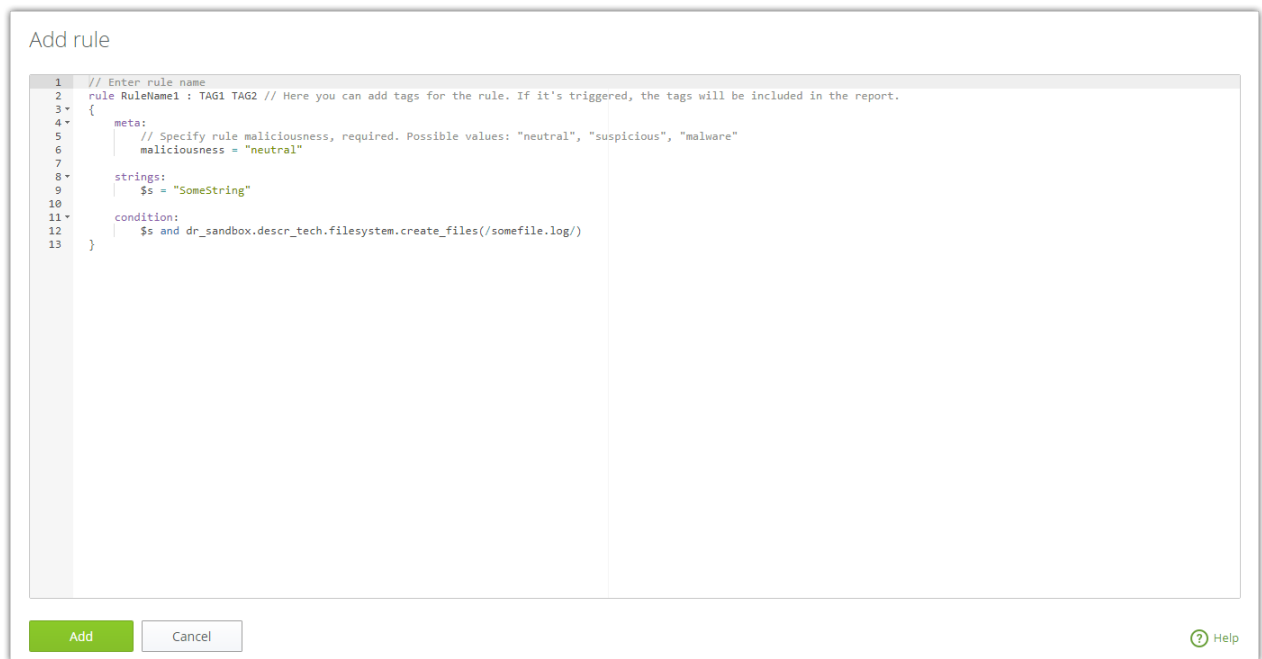 Add rule
1 // Enter rule name
2 rule RuleName1 : TAG1 TAG2 // Here you can add tags for the rule. If it's triggered, the tags will be included in the report.
3 {
4 meta:
5 // Specify rule maliciousness, required. Possible values: "neutral", "suspicious", "malware"
6 maliciousness = "neutral"
7
8 strings:
9 $s = "SomeString"
10
11 condition:
12 $s and dr_sandbox.descr_tech.filesystem.create_files(/somefile.log/)
13 }
Add Cancel ? Help